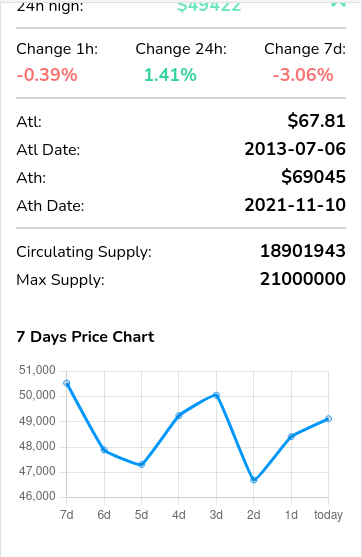 24h high: $49422
Change 1h: Change 24h: Change 7d:
-0.39% 1.41% -3.06%
Atl: $67.81
Atl Date: 2013-07-06
Ath: $69045
Ath Date: 2021-11-10
Circulating Supply: 18901943
Max Supply: 21000000
7 Days Price Chart
51,000
50,000
49,000
48,000
47,000
46,000
7d 6d 5d 4d 3d 2d 1d today